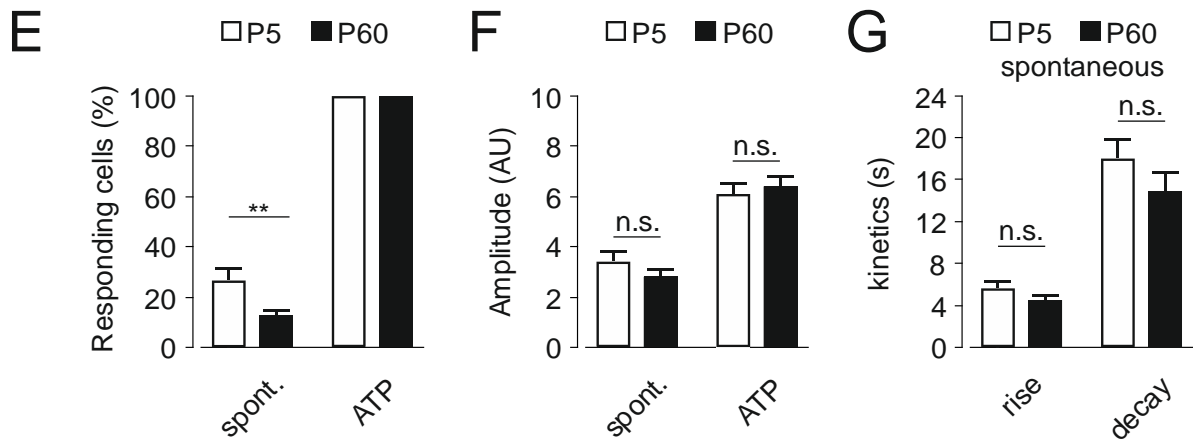 E
P5 P60
Responding cells (%)
100
80
60
40
20
0
**
spont.
ATP
F
P5 P60
Amplitude (AU)
10
8
6
4
2
0
n.s.
n.s.
spont.
ATP
G
P5 P60
spontaneous
kinetics (s)
24
20
16
12
8
4
0
n.s.
n.s.
rise
decay